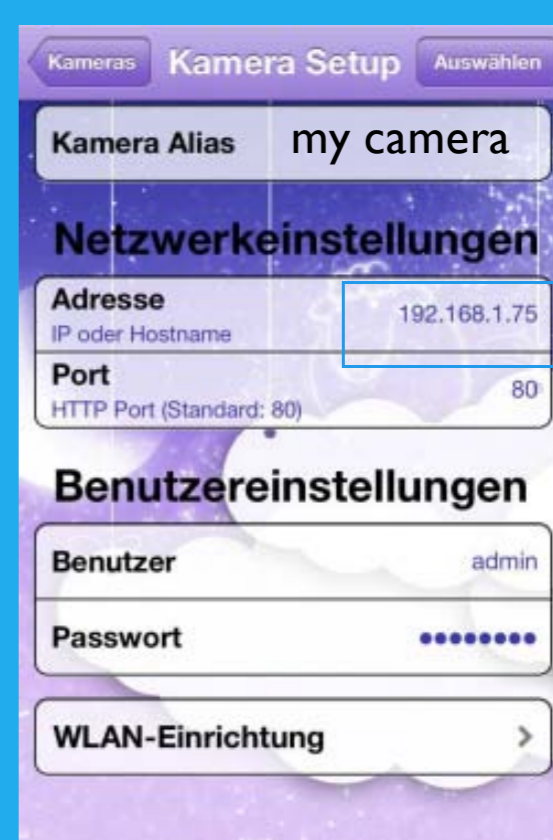 Kameras Kamera Setup Auswählen
Kamera Alias my camera
Netzwerkeinstellungen
Adresse 192.168.1.75
IP oder Hostname
Port 80
HTTP Port (Standard: 80)
Benutzereinstellungen
Benutzer admin
Passwort ••••••••
WLAN-Einrichtung